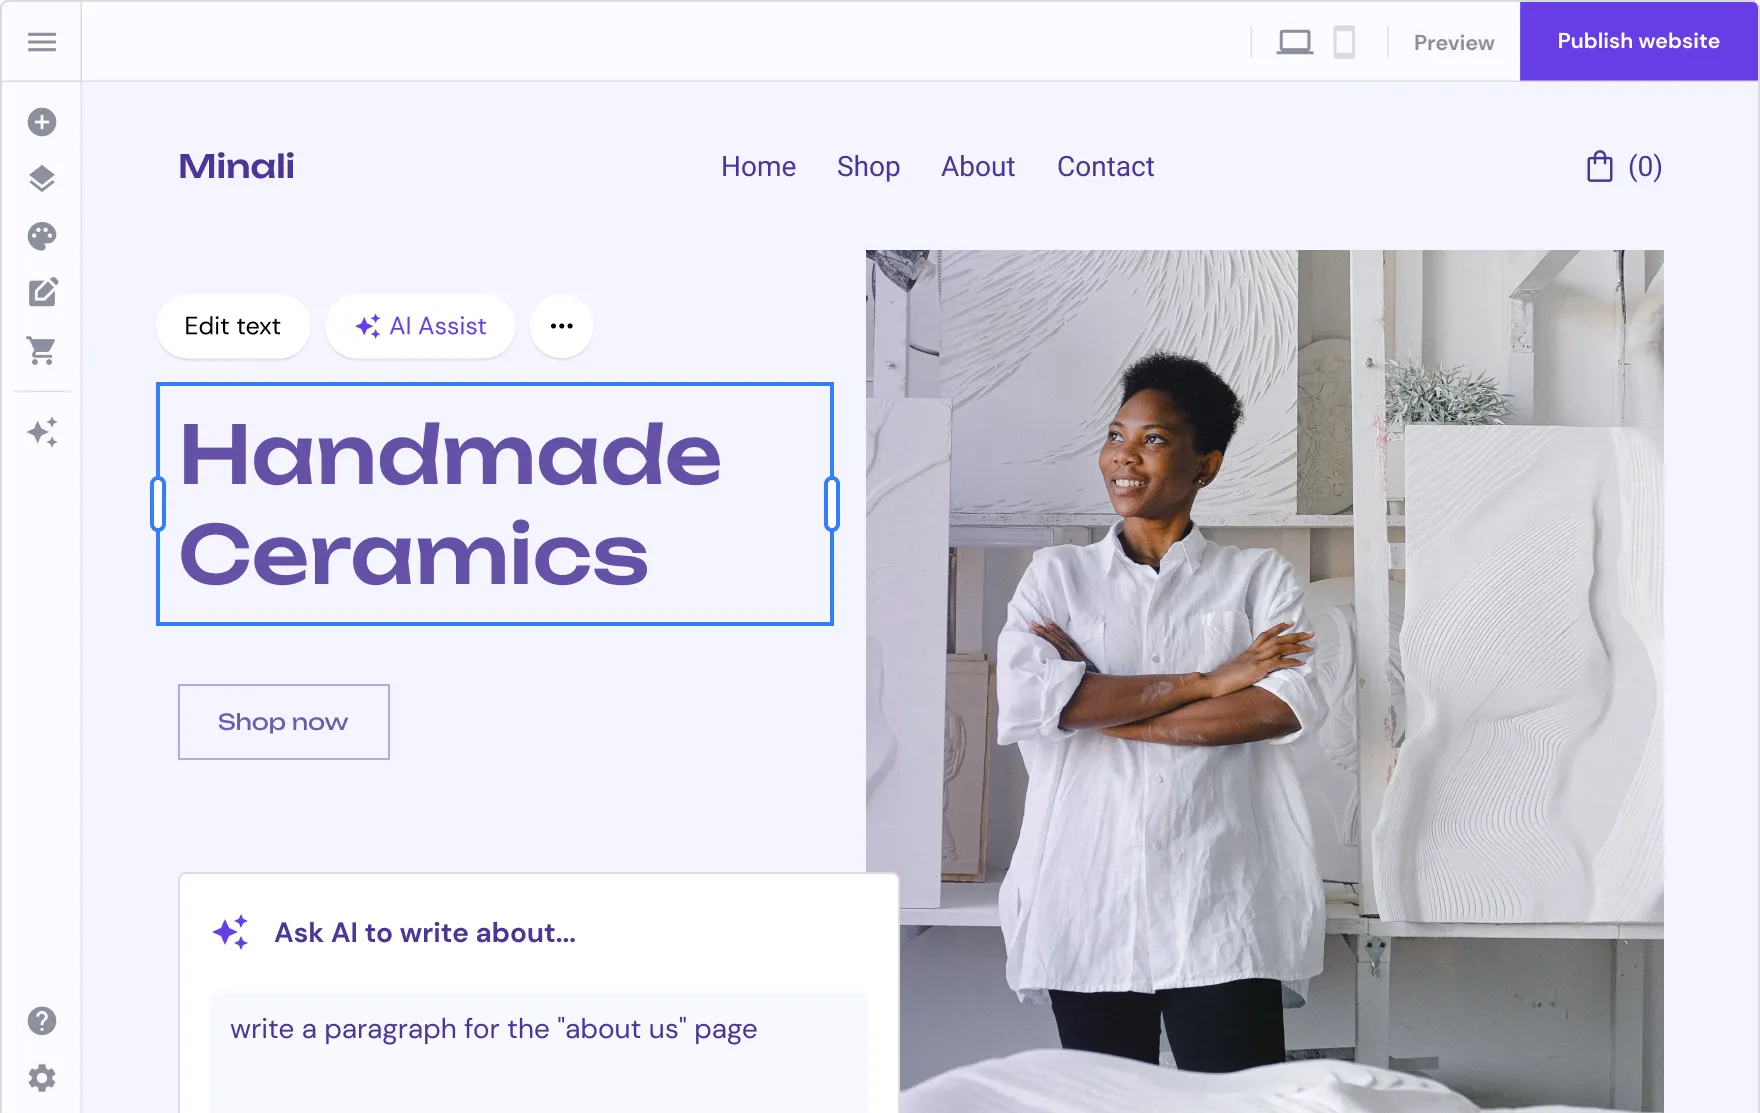 Preview
Publish website
Minali
Home
Shop
About
Contact
(0)
Edit text
AI Assist
Handmade
Ceramics
Shop now
Ask AI to write about...
write a paragraph for the "about us" page